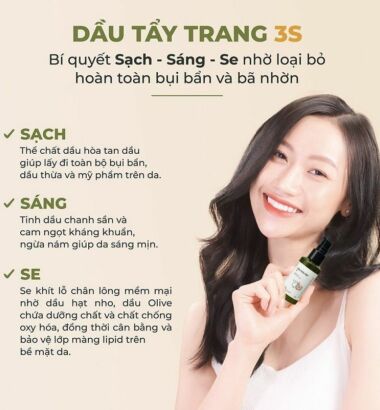 DẦU TẨY TRANG 3S
Bí quyết Sạch - Sáng - Se nhờ loại bỏ
hoàn toàn bụi bẩn và bã nhờn
SẠCH
Thể chất dầu hòa tan dầu
giúp lấy đi toàn bộ bụi bẩn,
dầu thừa và mỹ phẩm trên da.
SÁNG
Tinh dầu chanh sần và
cam ngọt kháng khuẩn,
ngừa nám giúp da sáng mịn.
SE
Se khít lỗ chân lông mềm mại
nhờ dầu hạt nho, dầu Olive
chứa dưỡng chất và chất chống
oxy hóa, đồng thời cân bằng và
bảo vệ lớp màng lipid trên
bề mặt da.